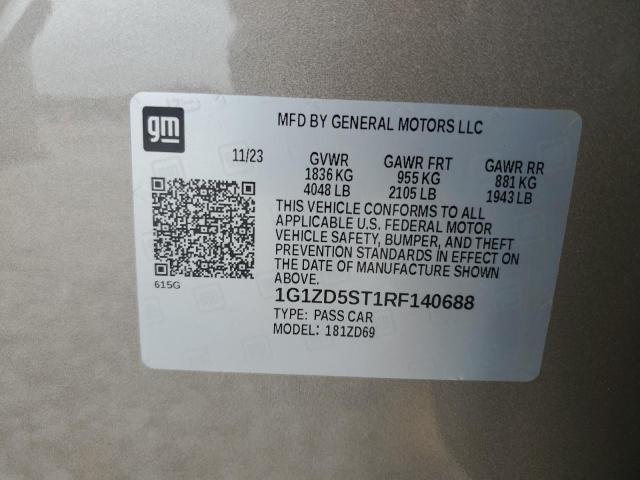 gm
MFD BY GENERAL MOTORS LLC
11/23 GVWR GAWR FRT GAWR RR
1836 KG 955 KG 881 KG
4048 LB 2105 LB 1943 LB
THIS VEHICLE CONFORMS TO ALL
APPLICABLE U.S. FEDERAL MOTOR
VEHICLE SAFETY, BUMPER, AND THEFT
PREVENTION STANDARDS IN EFFECT ON
THE DATE OF MANUFACTURE SHOWN
ABOVE.
615G
1G1ZD5ST1RF140688
TYPE: PASS CAR
MODEL: 181ZD69